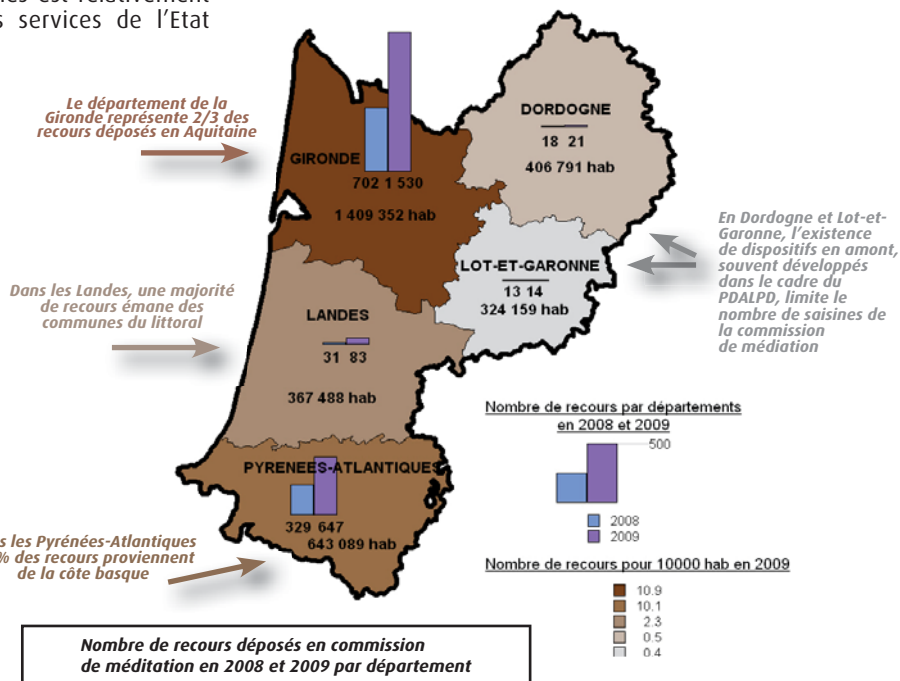 est relativement
services de l'Etat
Le département de la
Gironde représente 2/3 des
recours déposés en Aquitaine
GIRONDE
702 1 530
1 409 352 hab
DORDOGNE
18 21
406 791 hab
En Dordogne et Lot-et-
Garonne, l'existence
de dispositifs en amont,
souvent développés
dans le cadre du
PDALPD, limite le
nombre de saisines de
la commission
de médiation
LOT-ET-GARONNE
13 14
324 159 hab
Dans les Landes, une majorité
de recours émane des
communes du littoral
LANDES
31 83
367 488 hab
PYRENEES-ATLANTIQUES
329 647
643 089 hab
les Pyrénées-Atlantiques
% des recours proviennent
de la côte basque
Nombre de recours par départements
en 2008 et 2009
500
2008
2009
Nombre de recours pour 10000 hab en 2009
10.9
10.1
2.3
0.5
0.4
Nombre de recours déposés en commission
de méditation en 2008 et 2009 par département